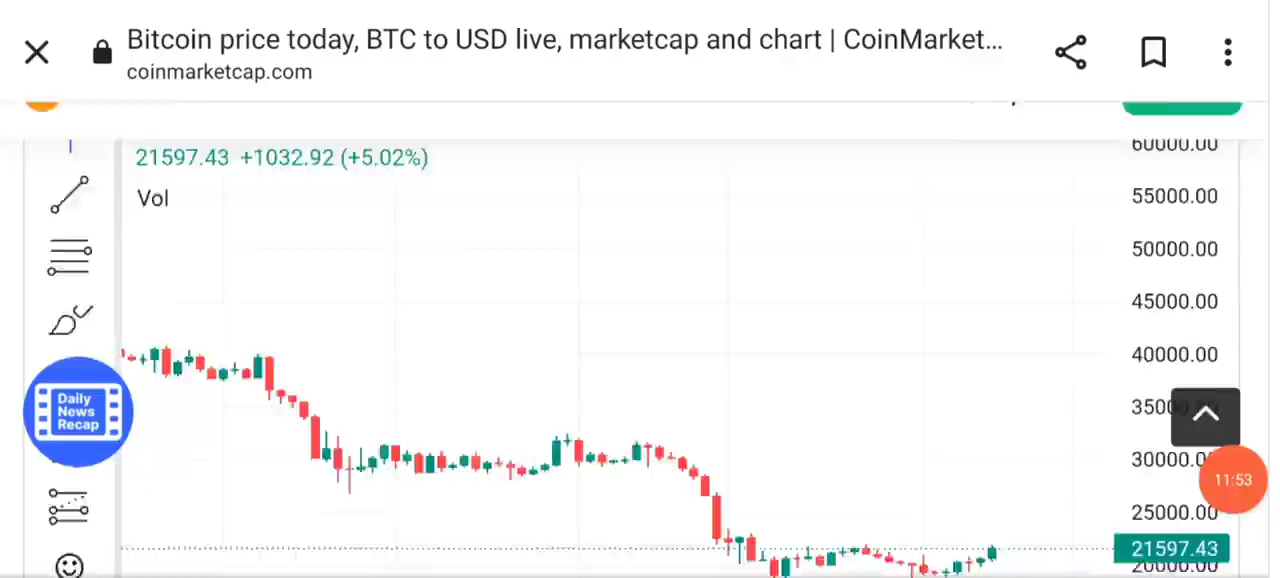 Bitcoin price today, BTC to USD live, marketcap and chart | CoinMarket...
coinmarketcap.com
21597.43 +1032.92 (+5.02%)
Vol
60000.00
55000.00
50000.00
45000.00
40000.00
35000.00
30000.00
25000.00
21597.43
20000.00
Daily
News
Recap
11:53